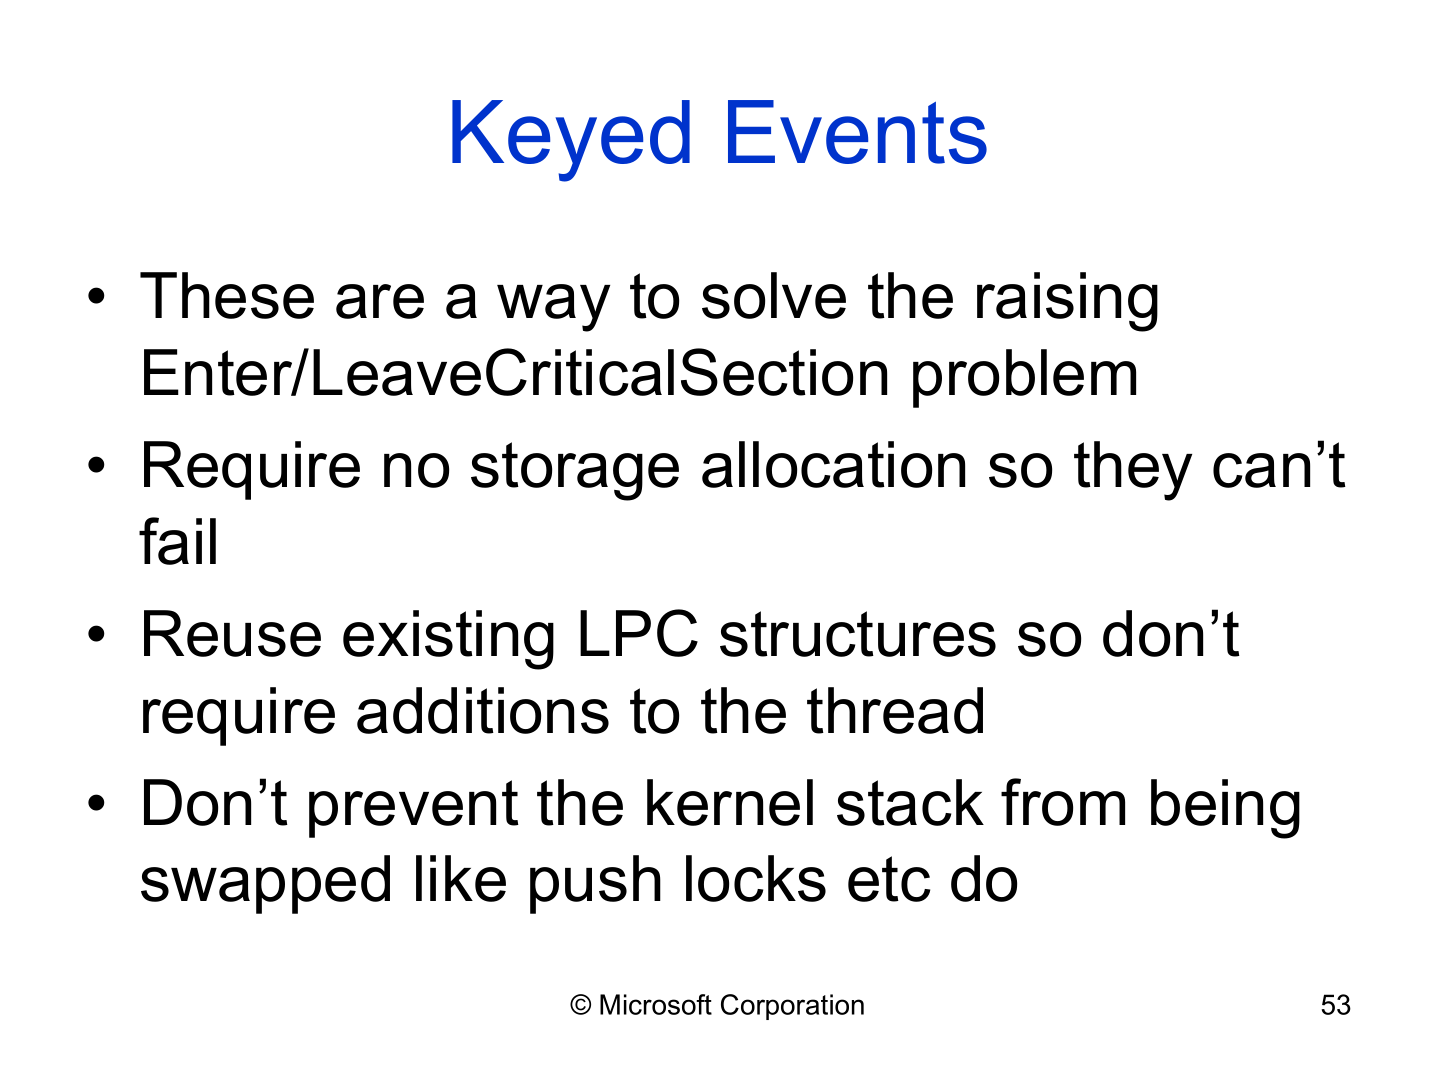 Keyed Events
• These are a way to solve the raising
Enter/LeaveCriticalSection problem
• Require no storage allocation so they can’t
fail
• Reuse existing LPC structures so don’t
require additions to the thread
• Don’t prevent the kernel stack from being
swapped like push locks etc do
© Microsoft Corporation
53